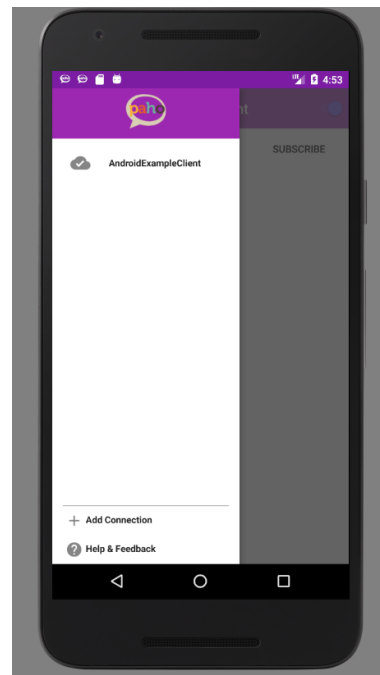 4:53
paho
nt
SUBSCRIBE
AndroidExampleClient
Add Connection
Help & Feedback